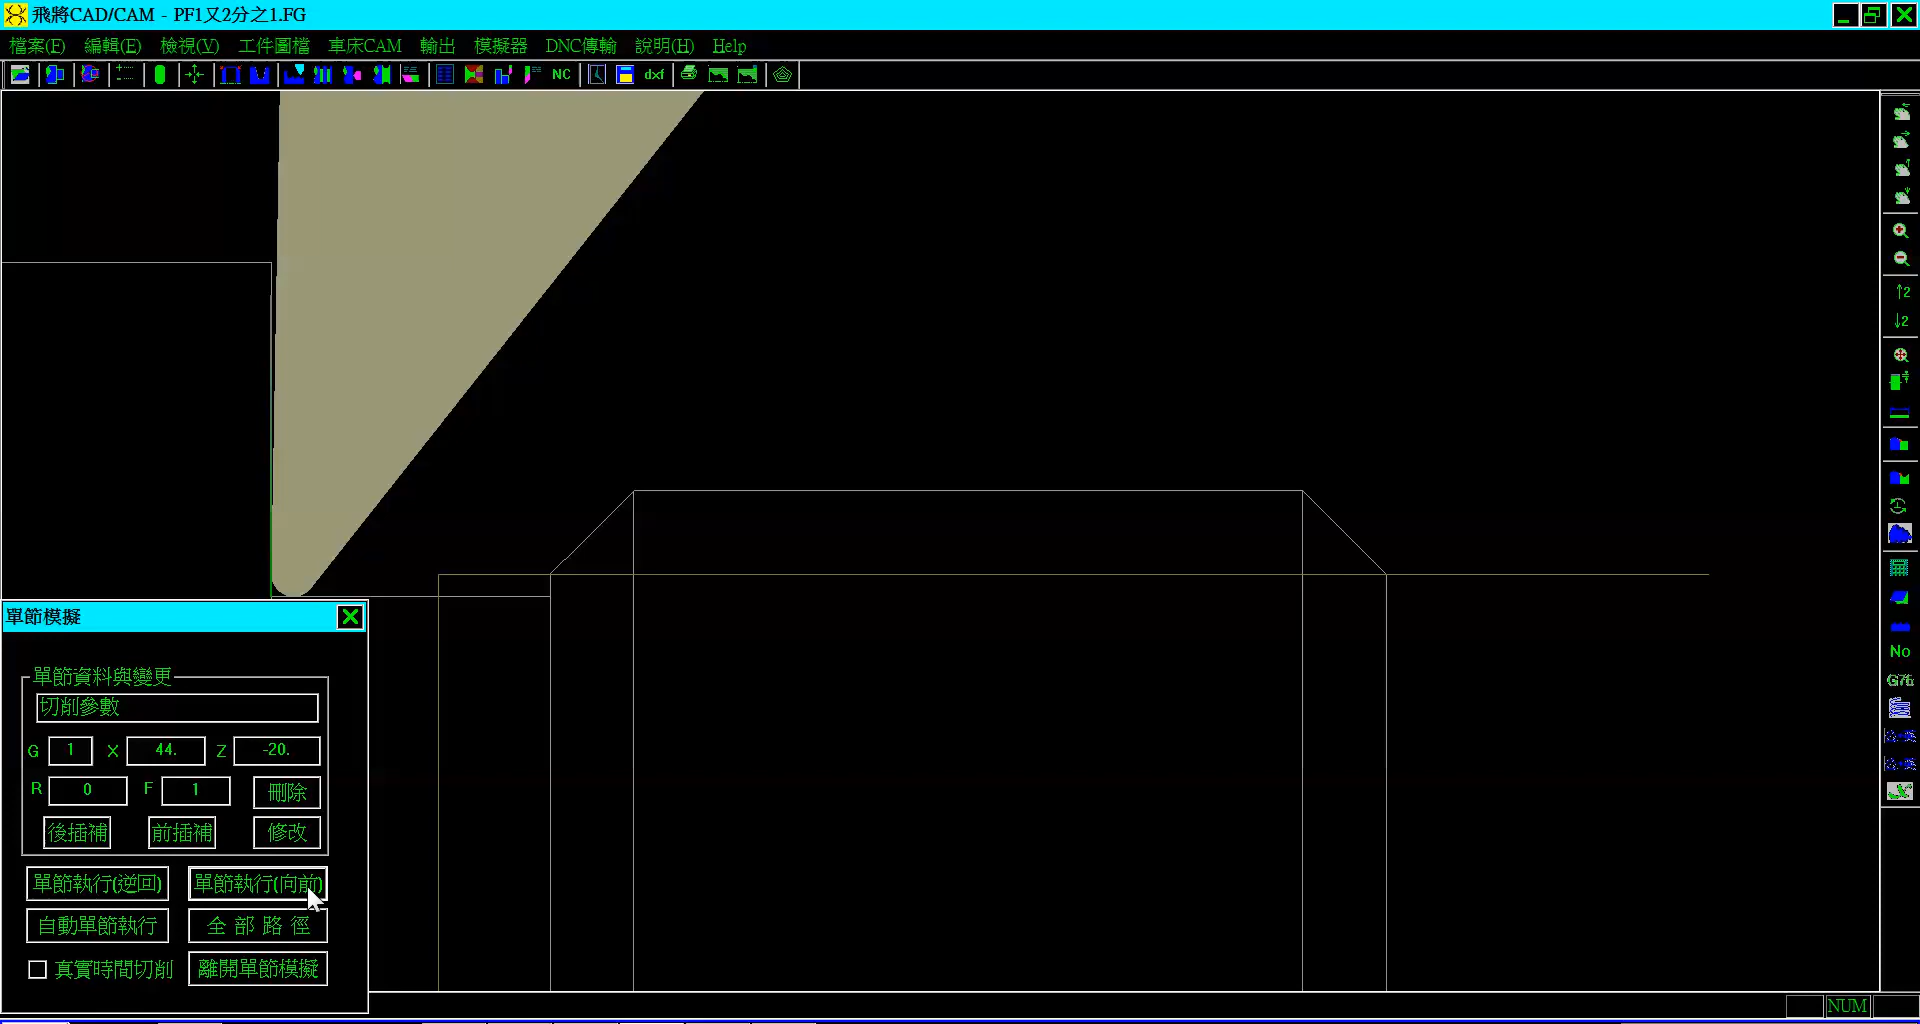 飛將CAD/CAM - PF1又2分之1.FG
檔案(F) 編輯(E) 檢視(V) 工件圖檔 車床CAM 輸出 模擬器 DNC傳輸 說明(H) Help
NC dxf
↑2
↓2
No
G76
單節模擬
單節資料與變更
切削參數
G 1 X 44. Z -20.
R 0 F 1 刪除
後插補 前插補 修改
單節執行(逆回) 單節執行(向前)
自動單節執行 全部路徑
真實時間切削 離開單節模擬
NUM